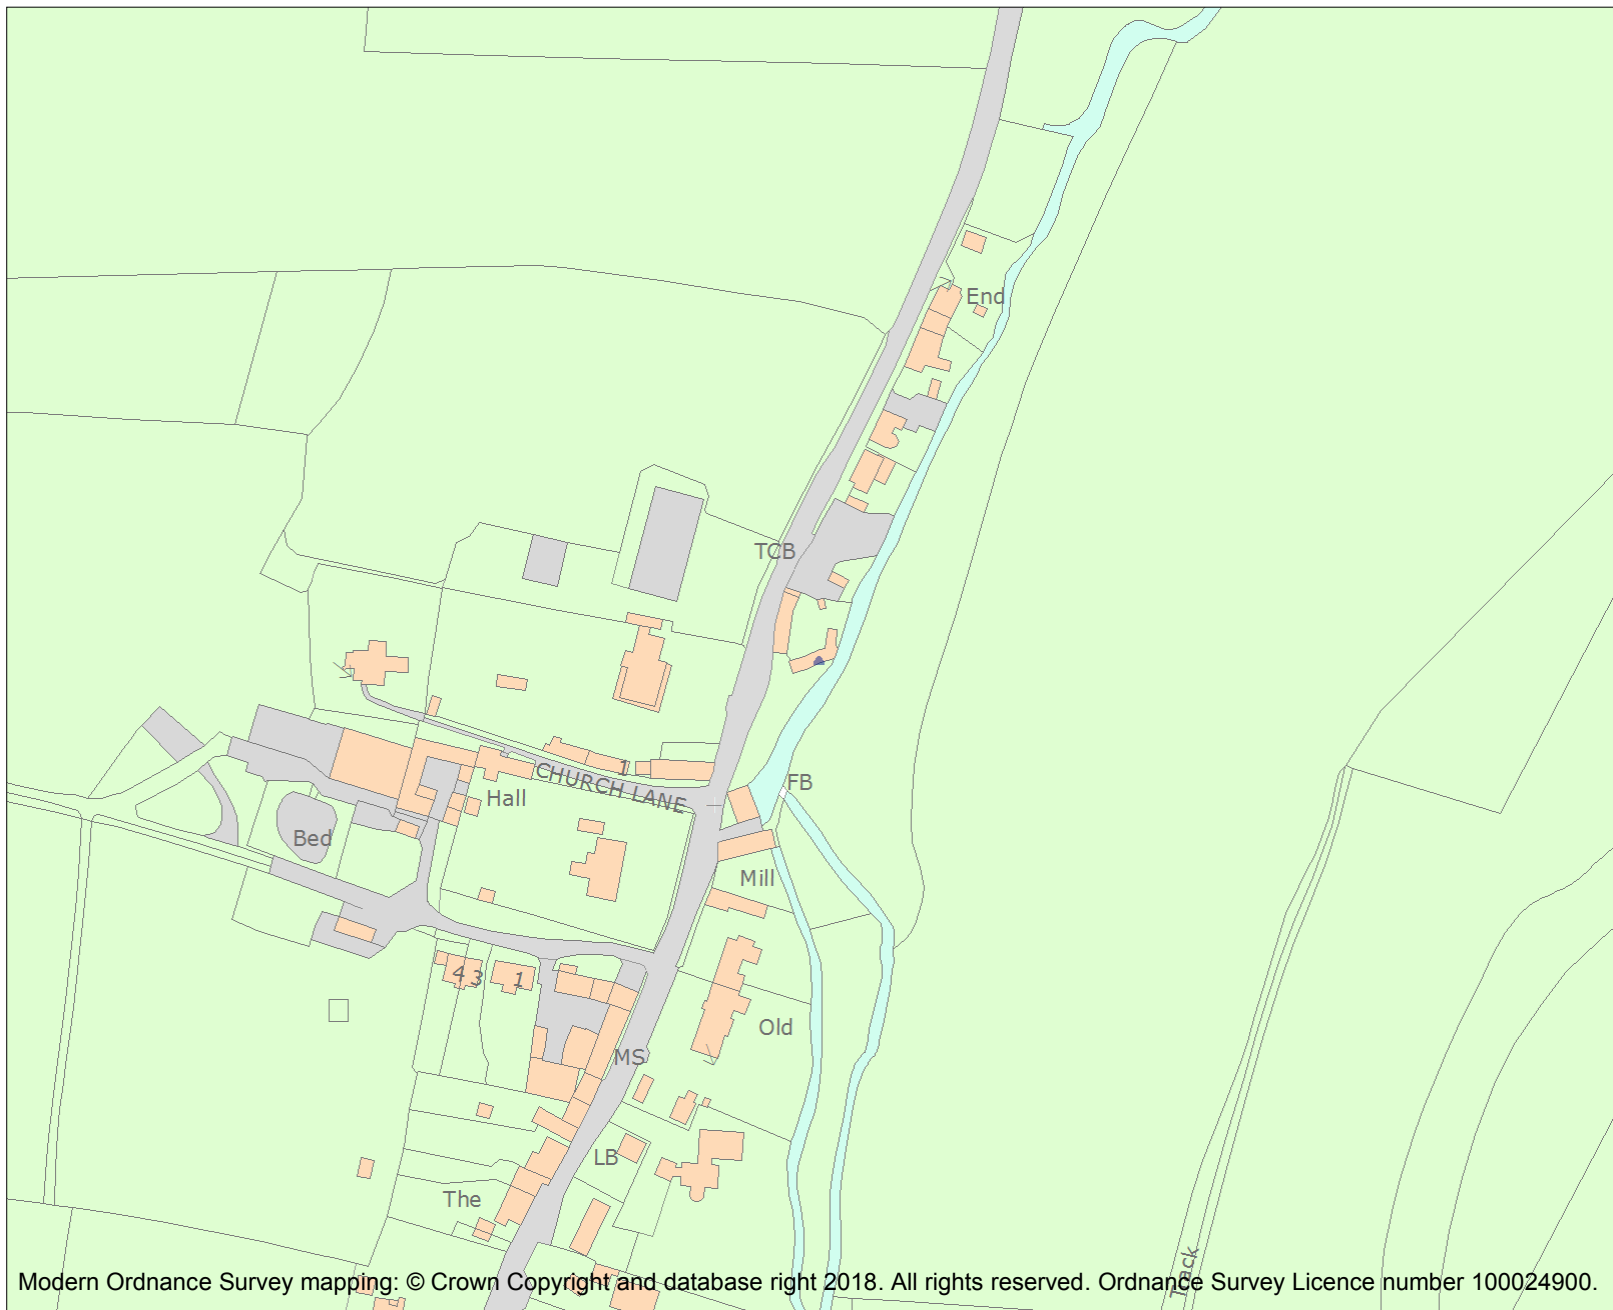 End
TCB
1
CHURCH LANE
FB
Hall
Bed
Mill
4
3
1
Old
MS
LB
The
Track
Modern Ordnance Survey mapping: © Crown Copyright and database right 2018. All rights reserved. Ordnance Survey Licence number 100024900.